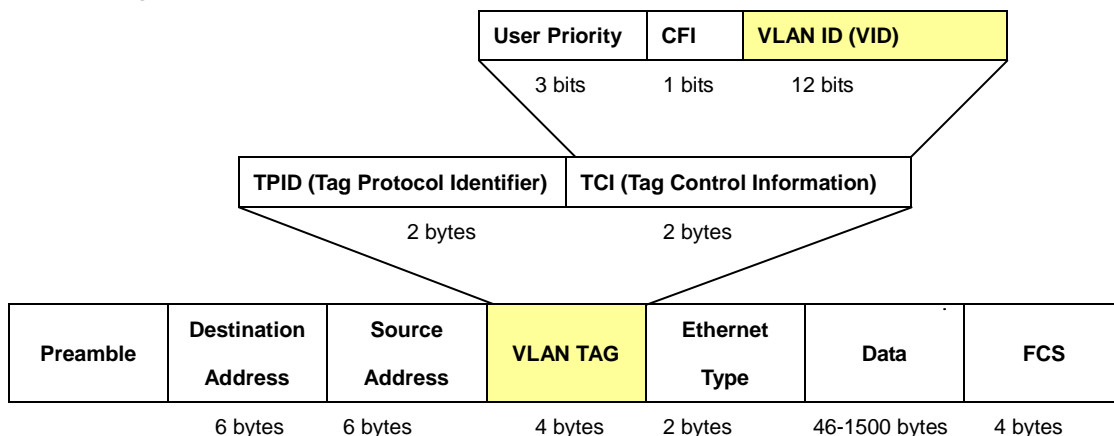 User Priority CFI VLAN ID (VID)
3 bits 1 bits 12 bits
TPID (Tag Protocol Identifier) TCI (Tag Control Information)
2 bytes 2 bytes
Preamble Destination Address Source Address VLAN TAG Ethernet Type Data FCS
6 bytes 6 bytes 4 bytes 2 bytes 46-1500 bytes 4 bytes